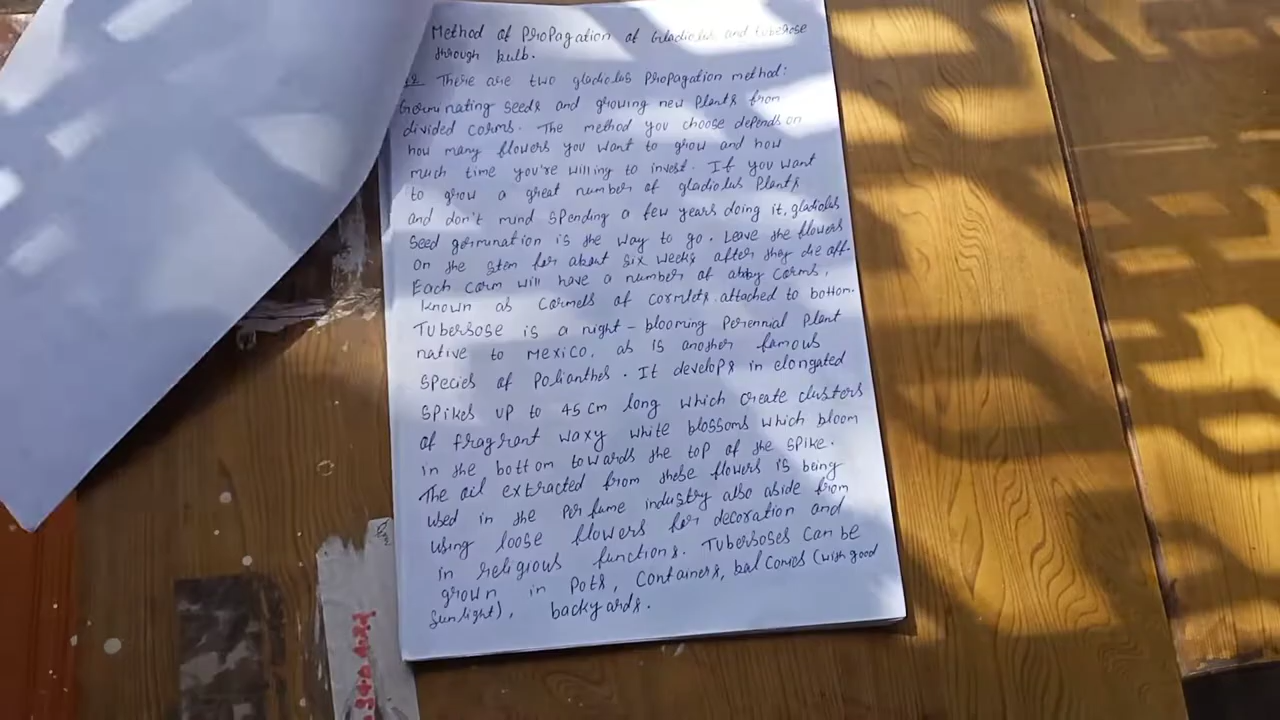 Method of Propagation of Gladiolus and tuberose
through bulb.
There are two gladiolus Propagation method:
Germinating seeds and growing new Plants from
divided corms. The method you choose depends on
how many flowers you want to grow and how
much time you're willing to invest. If you want
to grow a great number of gladiolus Plants
and don't mind spending a few years doing it, gladiolus
seed germination is the way to go. Leave the flowers
on the stem for about six weeks after they die off.
Each corm will have a number of abby corms,
known as cormels of cormlets attached to bottom.
Tuberbose is a night-blooming Perennial Plant
native to Mexico, as is another famous
species of Polianthes. It develops in elongated
spikes up to 45 cm long which create clusters
of fragrant waxy white blossoms which bloom
in the bottom towards the top of the spike.
The oil extracted from these flowers is being
used in the Perfume industry also aside from
using loose flowers for decoration and
in religious functions. Tuberboses can be
grown in Pots, containers, balconies (with good
sunlight), backyards.